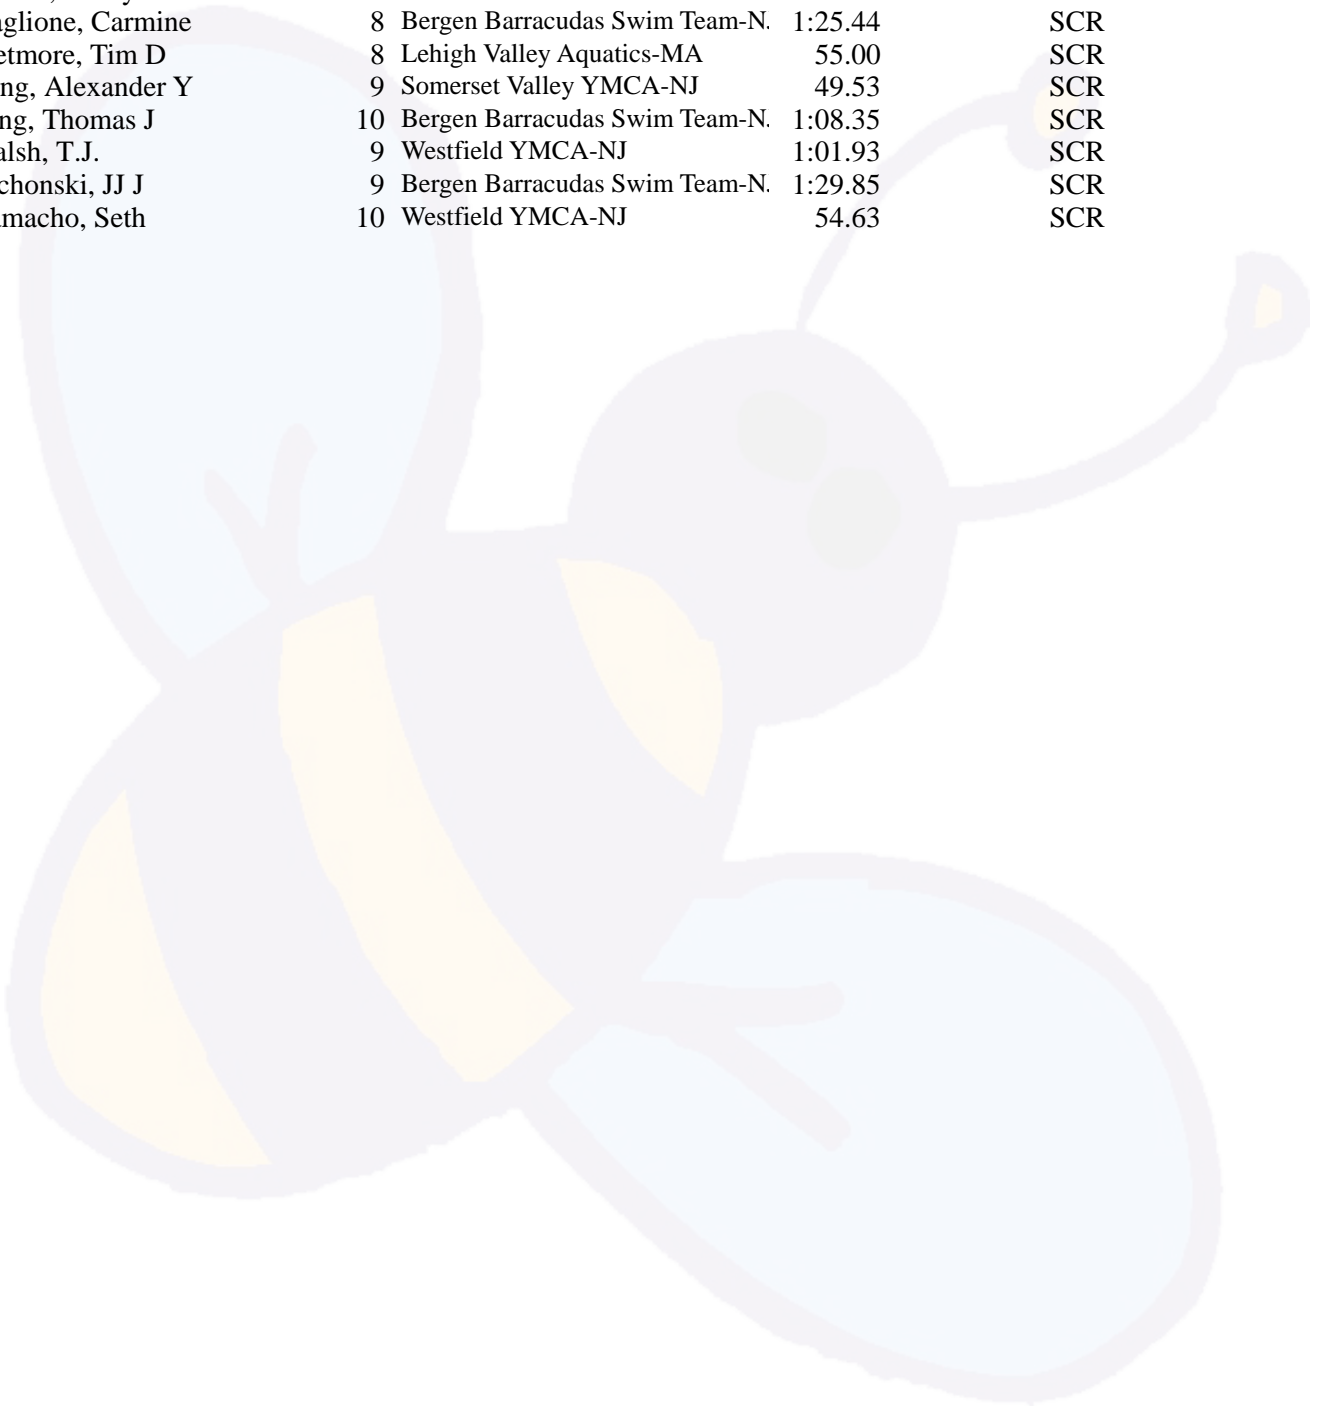 aglione, Carmine 8 Bergen Barracudas Swim Team-N. 1:25.44 SCR
etmore, Tim D 8 Lehigh Valley Aquatics-MA 55.00 SCR
ng, Alexander Y 9 Somerset Valley YMCA-NJ 49.53 SCR
ng, Thomas J 10 Bergen Barracudas Swim Team-N. 1:08.35 SCR
alsh, T.J. 9 Westfield YMCA-NJ 1:01.93 SCR
chonski, JJ J 9 Bergen Barracudas Swim Team-N. 1:29.85 SCR
macho, Seth 10 Westfield YMCA-NJ 54.63 SCR